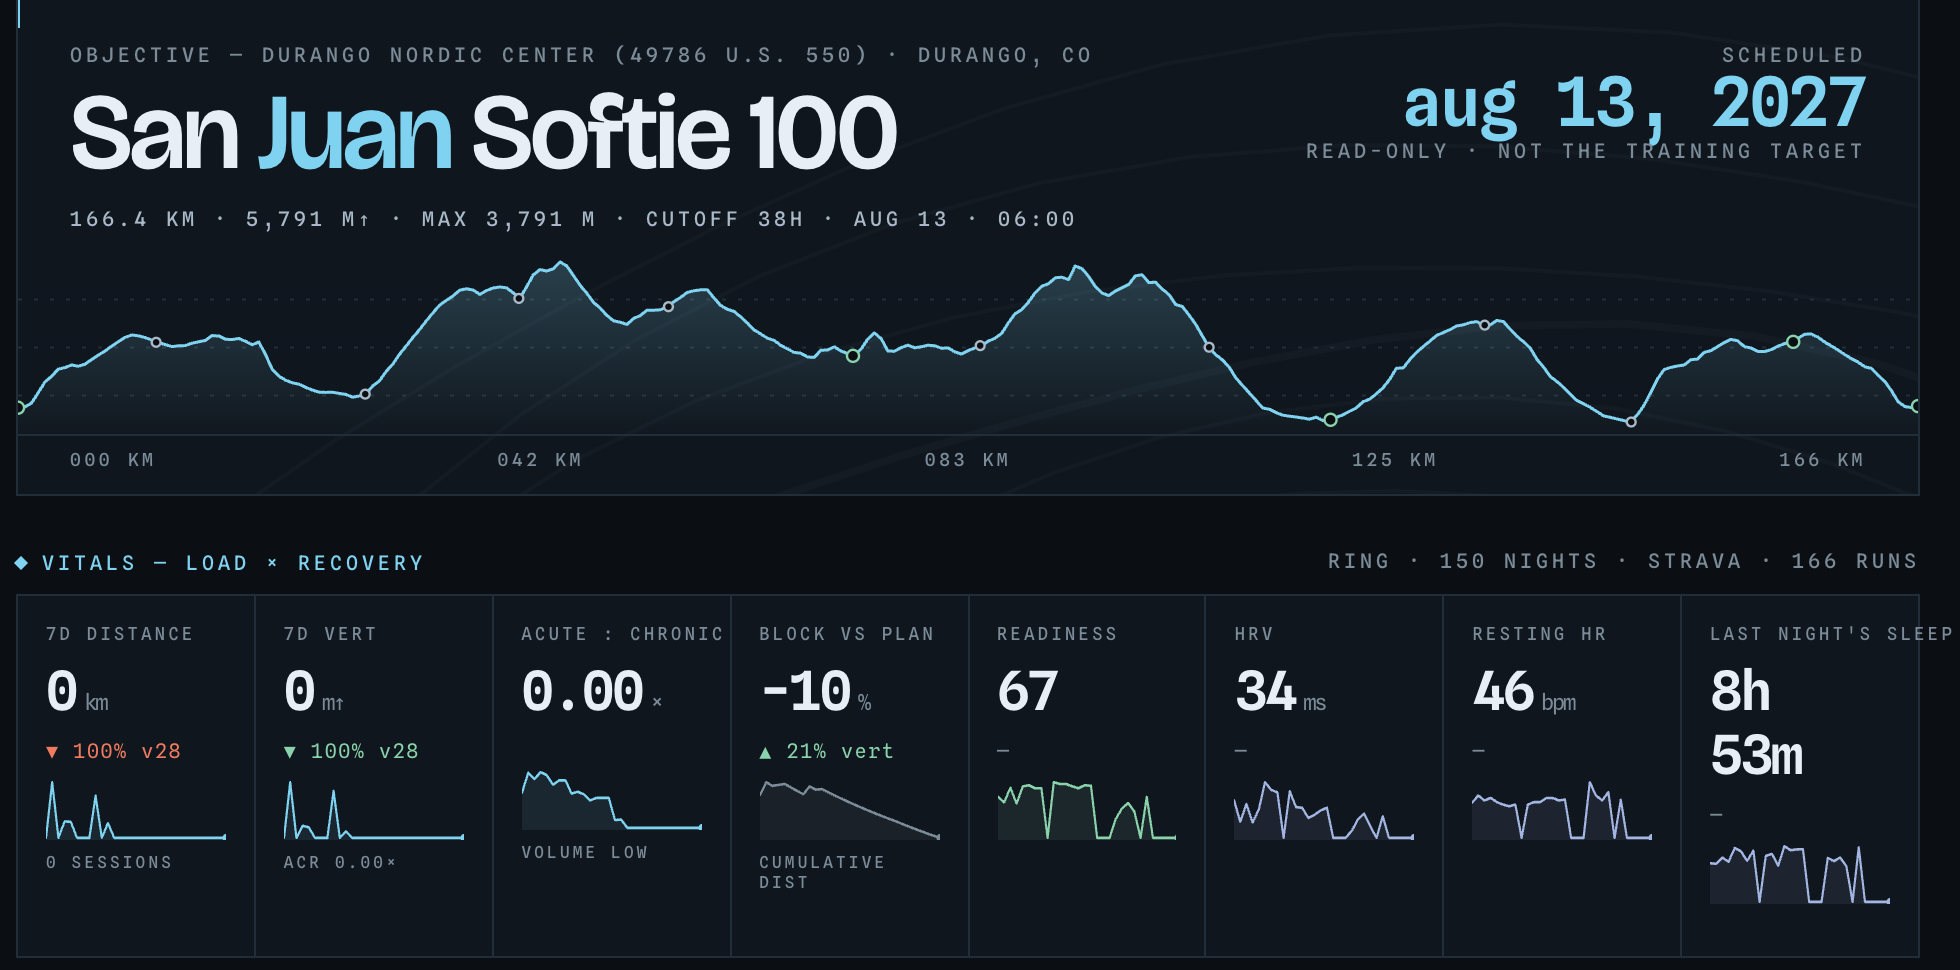 OBJECTIVE — DURANGO NORDIC CENTER (49786 U.S. 550) · DURANGO, CO
SCHEDULED
San Juan Softie 100
aug 13, 2027
READ-ONLY · NOT THE TRAINING TARGET
166.4 KM · 5,791 M↑ · MAX 3,791 M · CUTOFF 38H · AUG 13 · 06:00
000 KM
042 KM
083 KM
125 KM
166 KM
◆ VITALS — LOAD × RECOVERY
RING · 150 NIGHTS · STRAVA · 166 RUNS
7D DISTANCE
0 km
▼ 100% v28
0 SESSIONS
7D VERT
0 m↑
▼ 100% v28
ACR 0.00×
ACUTE : CHRONIC
0.00 ×
VOLUME LOW
BLOCK VS PLAN
−10 %
▲ 21% vert
CUMULATIVE
DIST
READINESS
67
—
HRV
34 ms
—
RESTING HR
46 bpm
—
LAST NIGHT'S SLEEP
8h
53m
—